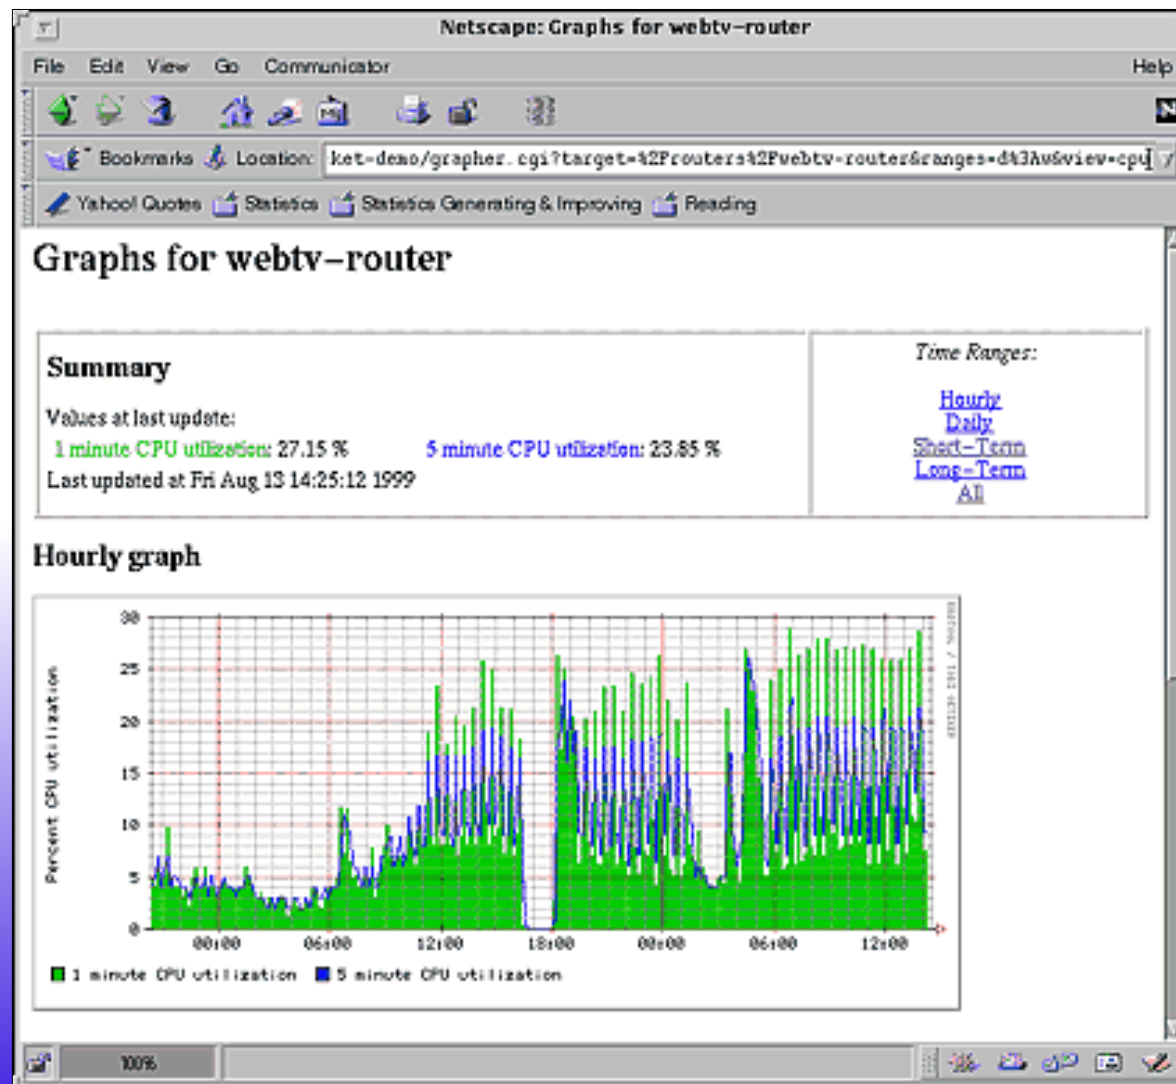 Netscape: Graphs for webtv-router
File Edit View Go Communicator Help
Bookmarks Location: ket-demo/grapher.cgi?target=%2Frouters%2Fwebtv-router&ranges=d%3Aw&view=cpu
Yahoo! Quotes Statistics Statistics Generating & Improving Reading
Graphs for webtv-router
Summary
Values at last update:
1 minute CPU utilization: 27.15 % 5 minute CPU utilization: 23.85 %
Last updated at Fri Aug 13 14:25:12 1999
Time Ranges:
Hourly
Daily
Short-Term
Long-Term
All
Hourly graph
Percent CPU utilization
30
25
20
15
10
5
0
00:00 06:00 12:00 18:00 00:00 06:00 12:00
1 minute CPU utilization 5 minute CPU utilization
100%